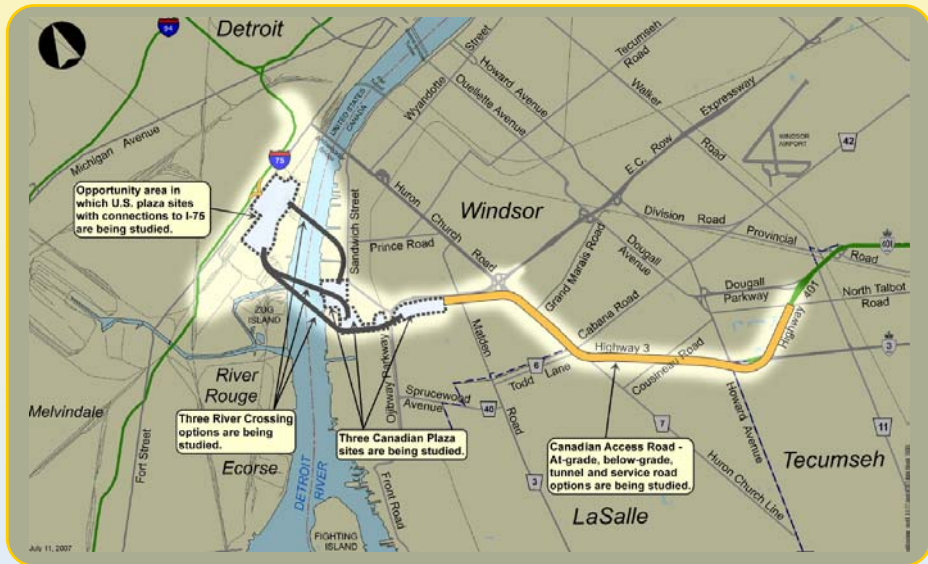 94
Detroit
Michigan Avenue
75
UNITED STATES
CANADA
Wyandotte
Street
Howard Avenue
Ouellette Avenue
Tecumseh
Road
Walker
Road
Expressway
E.C. Row
WINDSOR
AIRPORT
42
Opportunity area in
which U.S. plaza sites
with connections to I-75
are being studied.
Sandwich Street
Huron
Church
Road
Windsor
Prince Road
Grand Marais Road
Dougall
Avenue
Division Road
Provincial
Road
401
Cabana Road
Dougall
Parkway
Highway 401
North Talbot
Road
3
ZUG
ISLAND
Highway 3
Malden
Road
6
Todd Lane
Cousineau Road
River
Rouge
Ojibway Parkway
Sprucewood
Avenue
40
Melvindale
Fort Street
Three River Crossing
options are being
studied.
Three Canadian Plaza
sites are being studied.
Canadian Access Road -
At-grade, below-grade,
tunnel and service road
options are being studied.
7
Howard Avenue
11
Tecumseh
Ecorse
DETROIT
RIVER
Front Road
3
Huron Church Line
LaSalle
FIGHTING
ISLAND
July 11, 2007